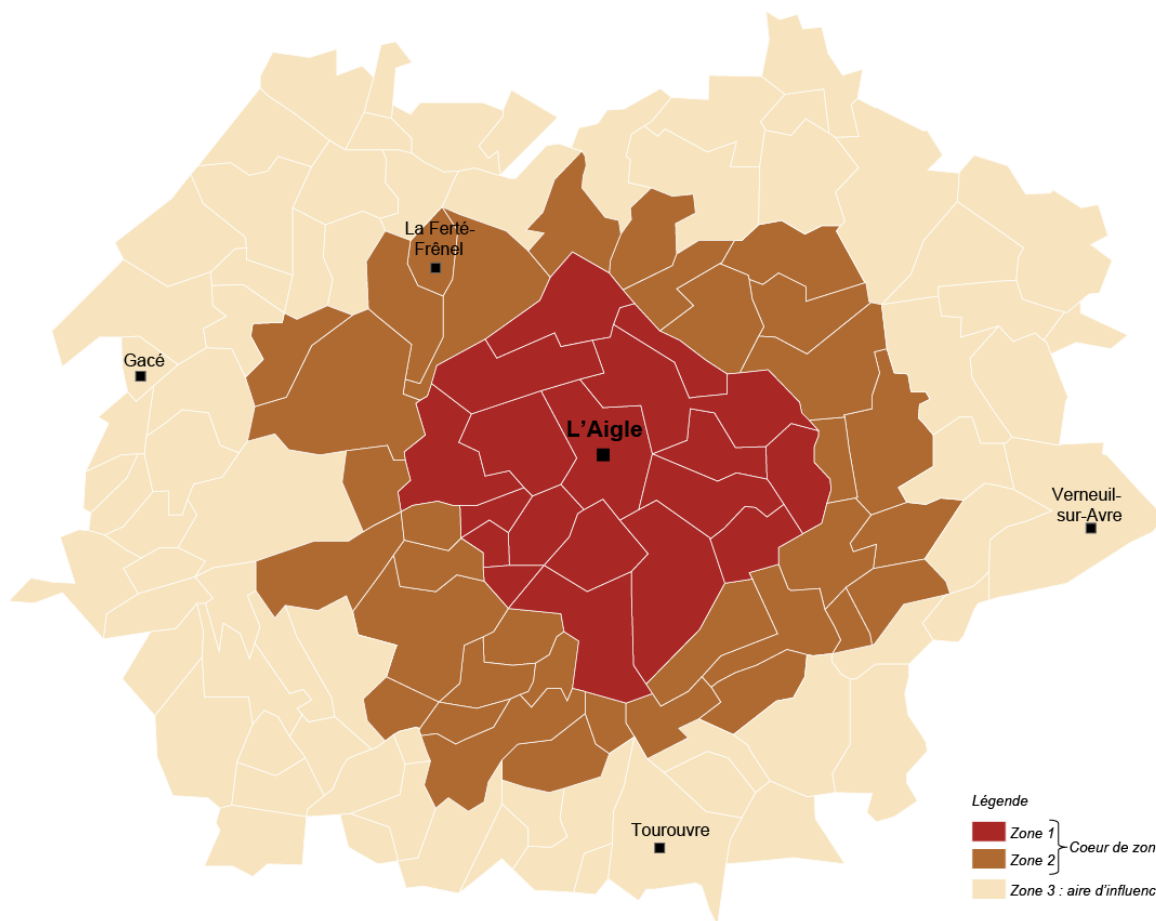 La Ferté-
Frênel
Gacé
L'Aigle
Verneuil-
sur-Avre
Tourouvre
Légende
Zone 1
Coeur de zon
Zone 2
Zone 3 : aire d'influenc